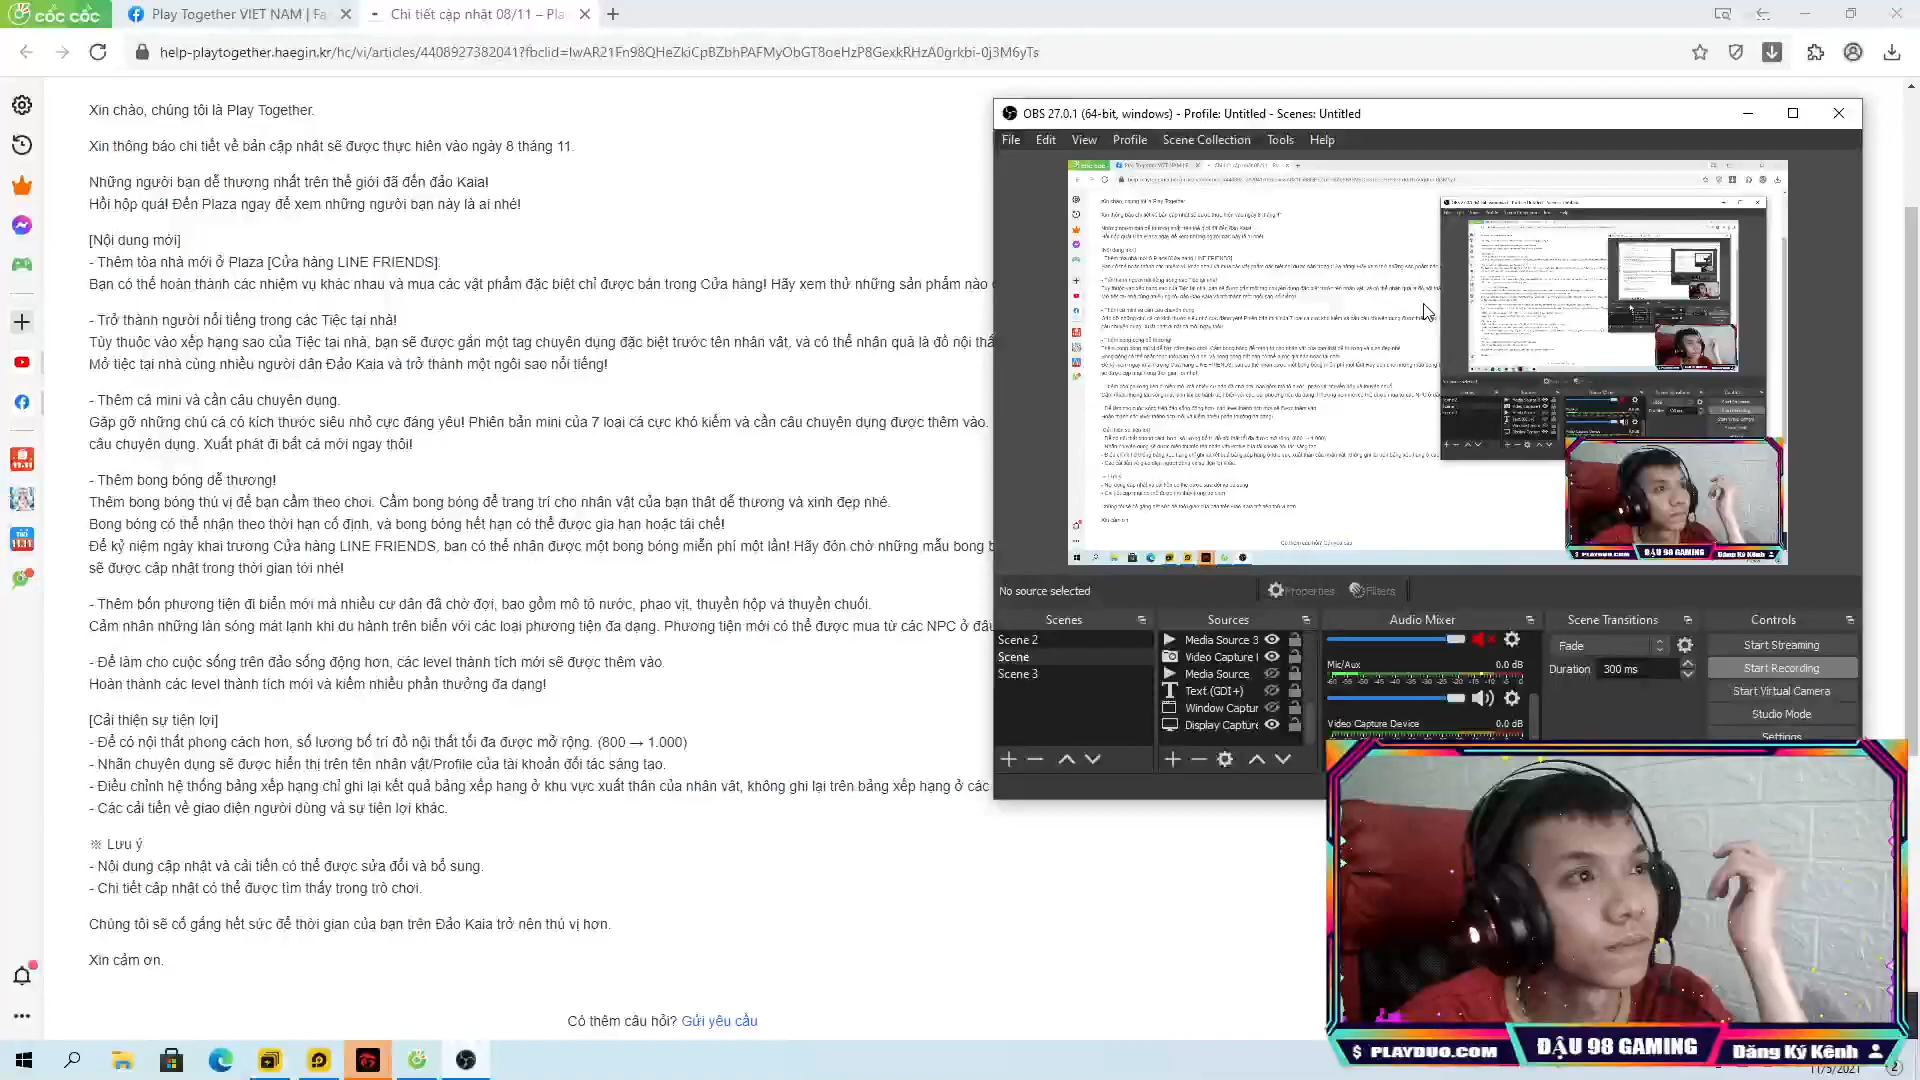 cốc cốc
Play Together VIET NAM | Fa
Chi tiết cập nhật 08/11 – Pla
help-playtogether.haegin.kr/hc/vi/articles/4408927382041?fbclid=IwAR21Fn98QHeZkiCpBZbhPAFMyObGT8oeHzP8GexkRHzA0grkbi-0j3M6yTs
Xin chào, chúng tôi là Play Together.
Xin thông báo chi tiết về bản cập nhật sẽ được thực hiện vào ngày 8 tháng 11.
Những người bạn dễ thương nhất trên thế giới đã đến đảo Kaia!
Hồi hộp quá! Đến Plaza ngay để xem những người bạn này là ai nhé!
[Nội dung mới]
- Thêm tòa nhà mới ở Plaza [Cửa hàng LINE FRIENDS].
Bạn có thể hoàn thành các nhiệm vụ khác nhau và mua các vật phẩm đặc biệt chỉ được bán trong Cửa hàng! Hãy xem thử những sản phẩm nào
- Trở thành người nổi tiếng trong các Tiệc tại nhà!
Tùy thuộc vào xếp hạng sao của Tiệc tại nhà, bạn sẽ được gắn một tag chuyên dụng đặc biệt trước tên nhân vật, và có thể nhận quà là đồ nội thấ
Mở tiệc tại nhà cùng nhiều người dân Đảo Kaia và trở thành một ngôi sao nổi tiếng!
- Thêm cá mini và cần câu chuyên dụng.
Gặp gỡ những chú cá có kích thước siêu nhỏ cực đáng yêu! Phiên bản mini của 7 loại cá cực khó kiếm và cần câu chuyên dụng được thêm vào.
câu chuyên dụng. Xuất phát đi bắt cá mới ngay thôi!
- Thêm bong bóng dễ thương!
Thêm bong bóng thú vị để bạn cầm theo chơi. Cầm bong bóng để trang trí cho nhân vật của bạn thật dễ thương và xinh đẹp nhé.
Bong bóng có thể nhận theo thời hạn cố định, và bong bóng hết hạn có thể được gia hạn hoặc tái chế!
Để kỷ niệm ngày khai trương Cửa hàng LINE FRIENDS, bạn có thể nhận được một bong bóng miễn phí một lần! Hãy đón chờ những mẫu bong b
sẽ được cập nhật trong thời gian tới nhé!
- Thêm bốn phương tiện đi biển mới mà nhiều cư dân đã chờ đợi, bao gồm mô tô nước, phao vịt, thuyền hộp và thuyền chuối.
Cảm nhận những làn sóng mát lạnh khi du hành trên biển với các loại phương tiện đa dạng. Phương tiện mới có thể được mua từ các NPC ở đâu
- Để làm cho cuộc sống trên đảo sống động hơn, các level thành tích mới sẽ được thêm vào.
Hoàn thành các level thành tích mới và kiếm nhiều phần thưởng đa dạng!
[Cải thiện sự tiện lợi]
- Để có nội thất phong cách hơn, số lượng bố trí đồ nội thất tối đa được mở rộng. (800 → 1.000)
- Nhãn chuyên dụng sẽ được hiển thị trên tên nhân vật/Profile của tài khoản đối tác sáng tạo.
- Điều chỉnh hệ thống bảng xếp hạng chỉ ghi lại kết quả bảng xếp hạng ở khu vực xuất thân của nhân vật, không ghi lại trên bảng xếp hạng ở các
- Các cải tiến về giao diện người dùng và sự tiện lợi khác.
※ Lưu ý
- Nội dung cập nhật và cải tiến có thể được sửa đổi và bổ sung.
- Chi tiết cập nhật có thể được tìm thấy trong trò chơi.
Chúng tôi sẽ cố gắng hết sức để thời gian của bạn trên Đảo Kaia trở nên thú vị hơn.
Xin cảm ơn.
Có thêm câu hỏi? Gửi yêu cầu
OBS 27.0.1 (64-bit, windows) - Profile: Untitled - Scenes: Untitled
File Edit View Profile Scene Collection Tools Help
No source selected
Properties Filters
Scenes Sources Audio Mixer Scene Transitions Controls
Scene 2
Scene
Scene 3
Media Source 3
Video Capture
Media Source
Text (GDI+)
Window Captur
Display Capture
Mic/Aux 0.0 dB
Video Capture Device 0.0 dB
Fade
Duration 300 ms
Start Streaming
Start Recording
Start Virtual Camera
Studio Mode
Settings
$ PLAYDUO.COM ĐẬU 98 GAMING Đăng Ký Kênh
11/5/2021
2